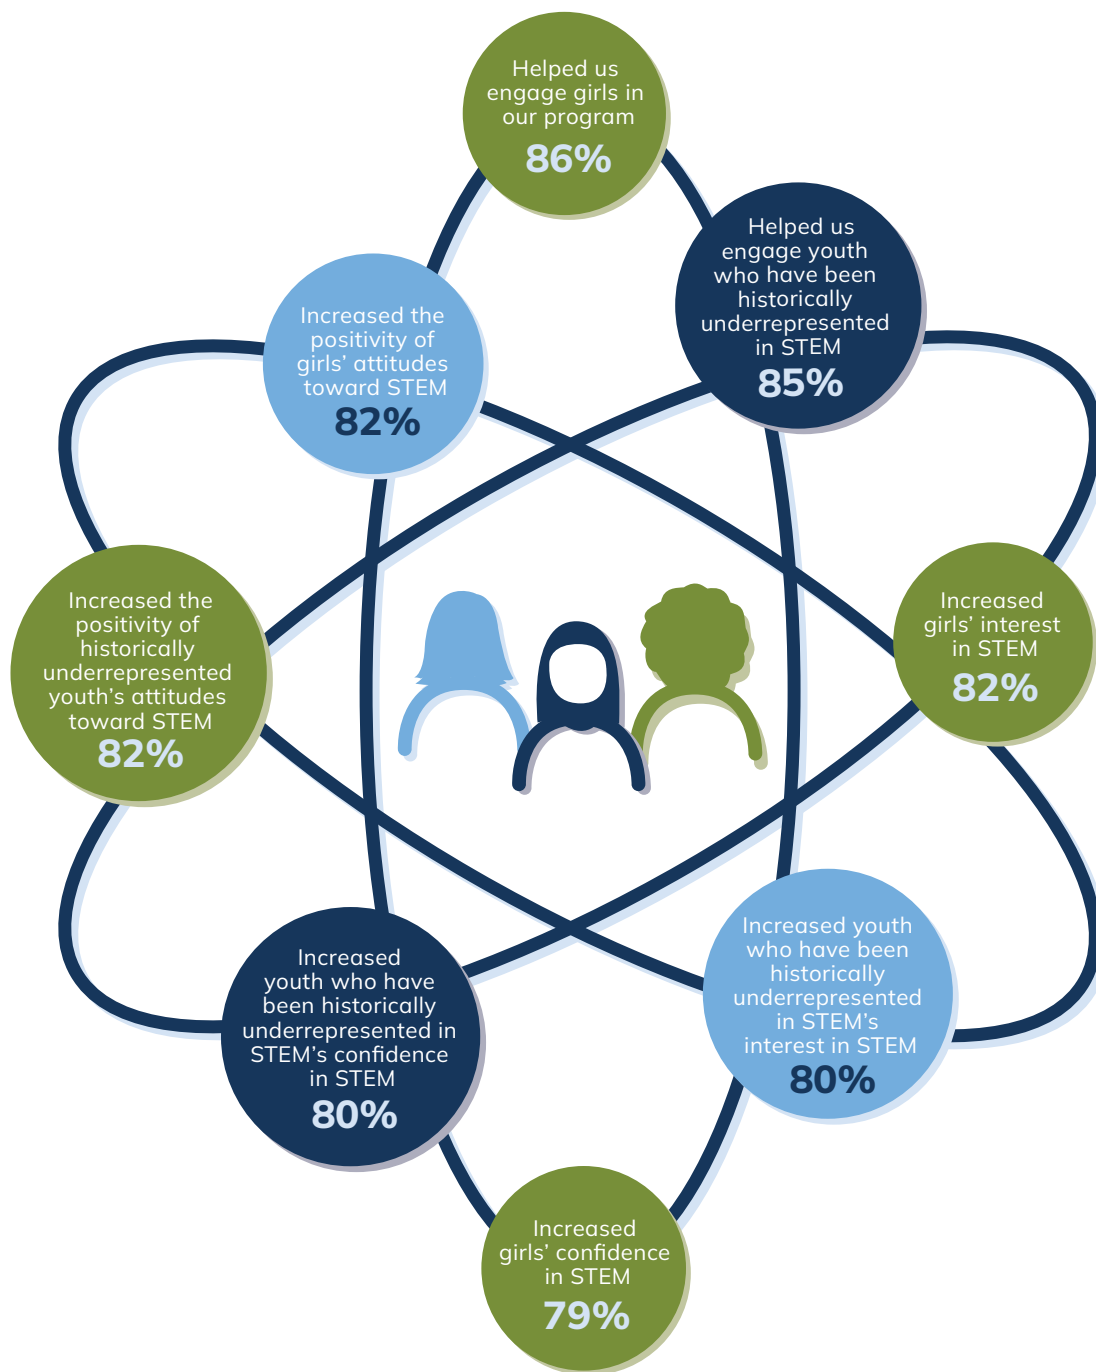 Helped us
engage girls in
our program
86%
Helped us
engage youth
who have been
historically
underrepresented
in STEM
85%
Increased the
positivity of
girls’ attitudes
toward STEM
82%
Increased
girls’ interest
in STEM
82%
Increased the
positivity of
historically
underrepresented
youth’s attitudes
toward STEM
82%
Increased youth
who have been
historically
underrepresented
in STEM’s
interest in STEM
80%
Increased
youth who have
been historically
underrepresented in
STEM’s confidence
in STEM
80%
Increased
girls’ confidence
in STEM
79%